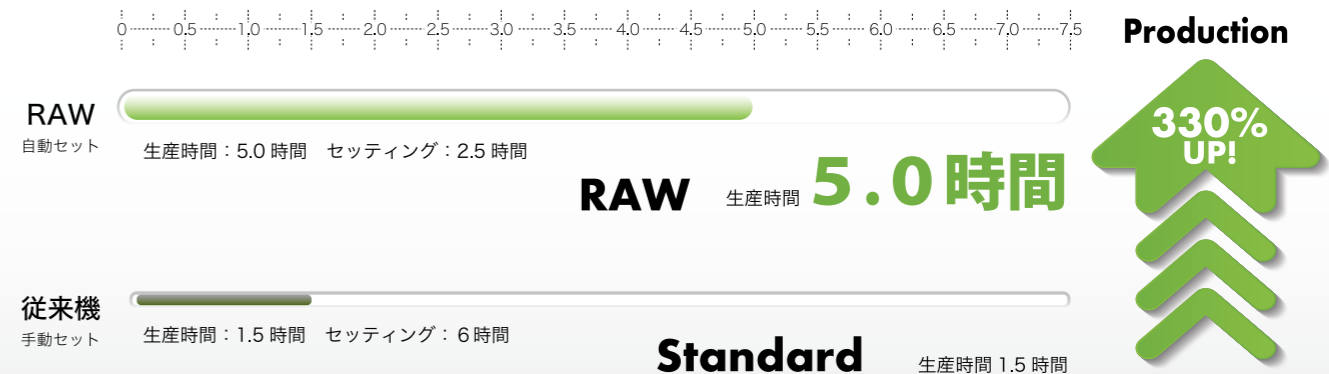 0 0.5 1.0 1.5 2.0 2.5 3.0 3.5 4.0 4.5 5.0 5.5 6.0 6.5 7.0 7.5
Production
330%
UP!
RAW
自動セット
生産時間：5.0 時間　セッティング：2.5 時間
RAW 生産時間 5.0時間
従来機
手動セット
生産時間：1.5 時間　セッティング：6時間
Standard 生産時間 1.5 時間